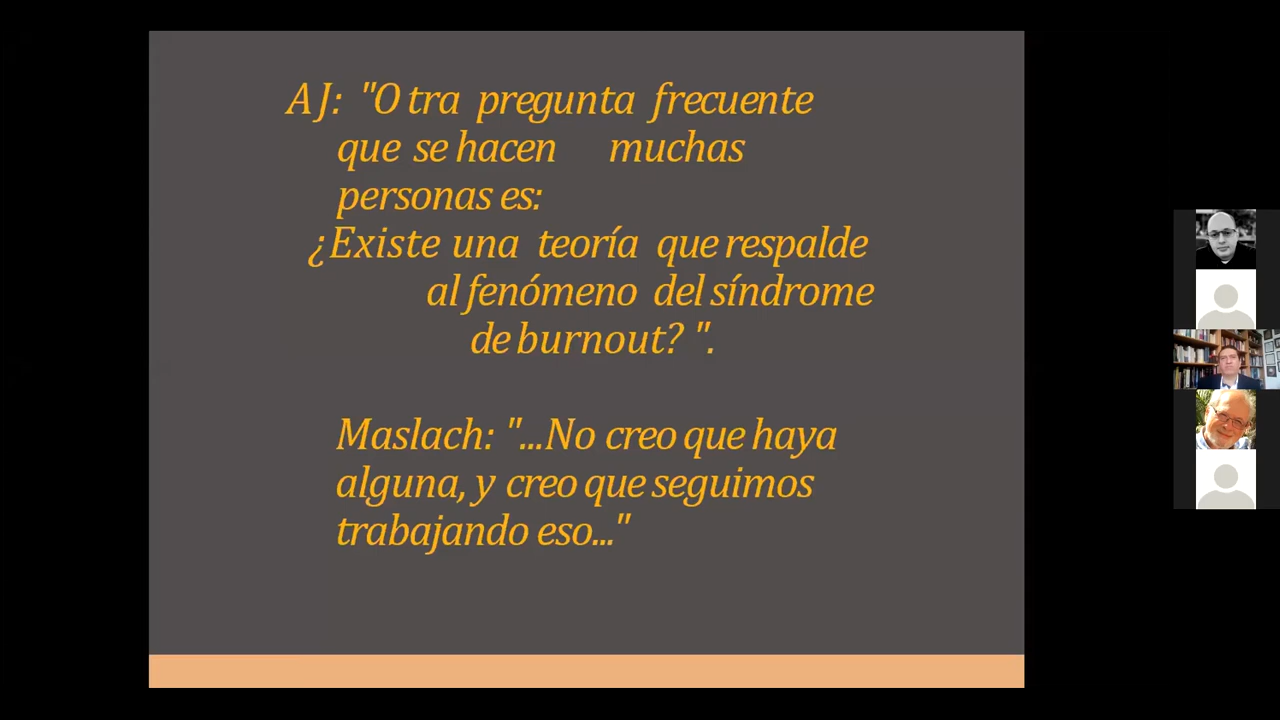 AJ: "Otra pregunta frecuente
que se hacen muchas
personas es:
¿Existe una teoría que respalde
al fenómeno del síndrome
de burnout? ".
Maslach: "...No creo que haya
alguna, y creo que seguimos
trabajando eso..."